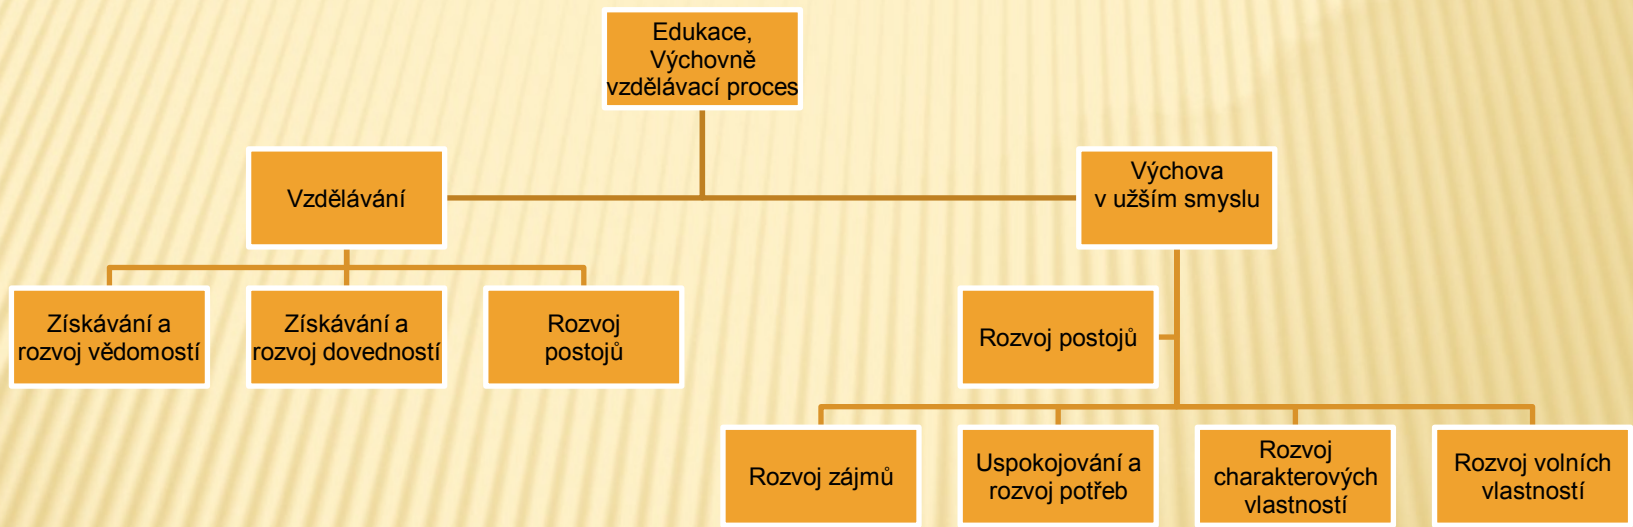 Edukace,
Výchovně
vzdělávací proces
Vzdělávání
Výchova
v užším smyslu
Získávání a
rozvoj vědomostí
Získávání a
rozvoj dovedností
Rozvoj
postojů
Rozvoj postojů
Rozvoj zájmů
Uspokojování a
rozvoj potřeb
Rozvoj
charakterových
vlastností
Rozvoj volních
vlastností